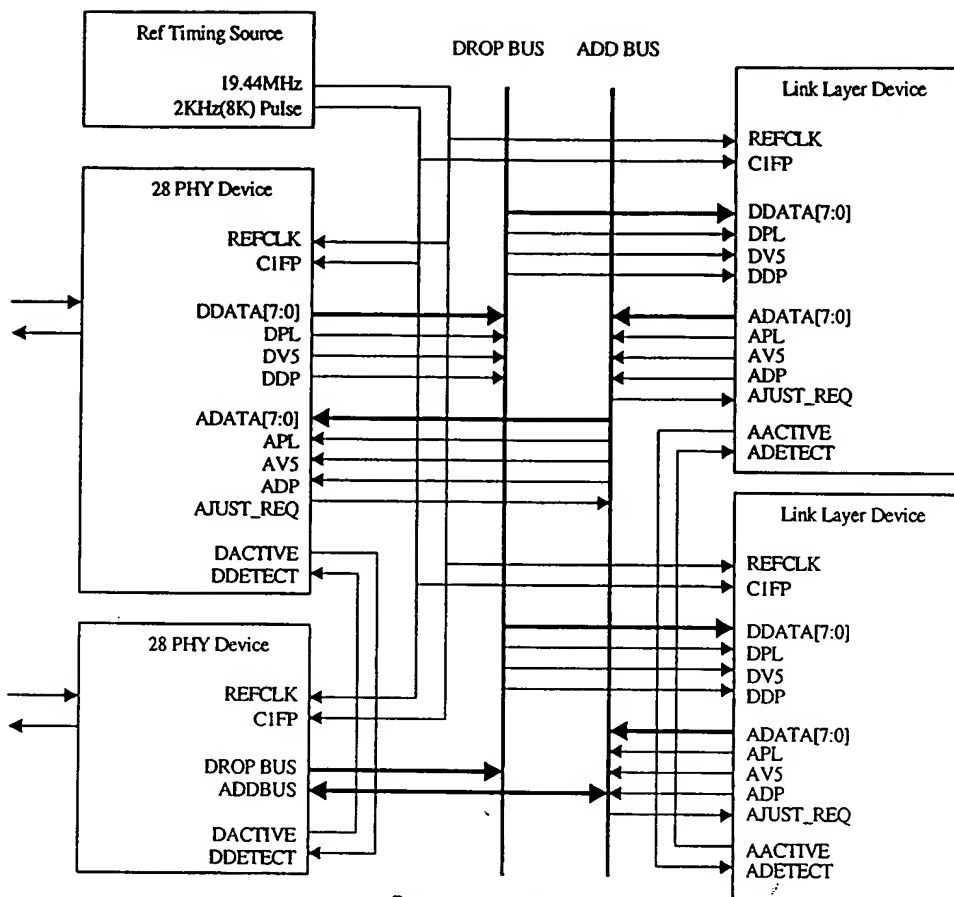 Ref Timing Source
19.44MHz
2KHz(8K) Pulse
DROP BUS
ADD BUS
Link Layer Device
REFCLK
C1FP
DDATA[7:0]
DPL
DV5
DDP
ADATA[7:0]
APL
AV5
ADP
AJUST_REQ
AACTIVE
ADETECT
28 PHY Device
REFCLK
C1FP
DDATA[7:0]
DPL
DV5
DDP
ADATA[7:0]
APL
AV5
ADP
AJUST_REQ
DACTIVE
DDETECT
28 PHY Device
REFCLK
C1FP
DROP BUS
ADDBUS
DACTIVE
DDETECT
Link Layer Device
REFCLK
C1FP
DDATA[7:0]
DPL
DV5
DDP
ADATA[7:0]
APL
AV5
ADP
AJUST_REQ
AACTIVE
ADETECT